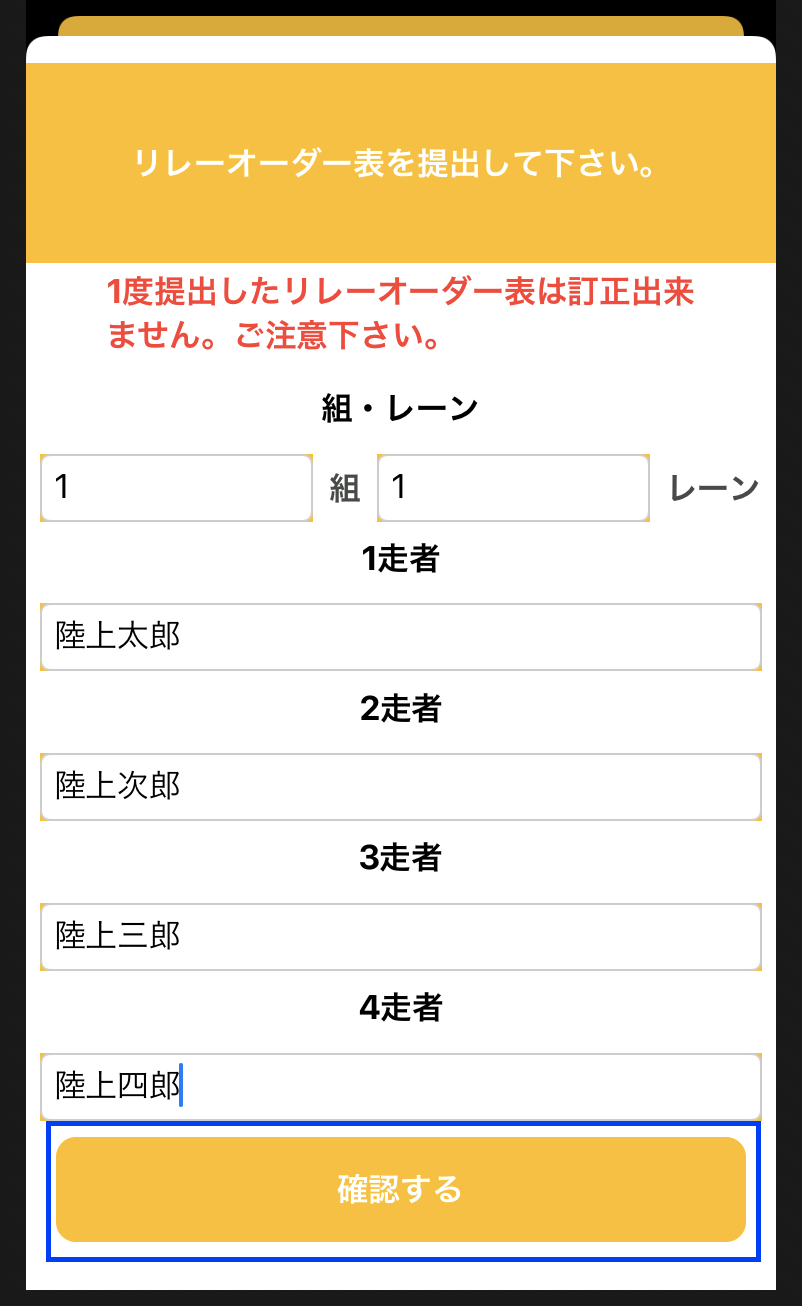 リレーオーダー表を提出して下さい。
1度提出したリレーオーダー表は訂正出来
ません。ご注意下さい。
組・レーン
1 組 1 レーン
1走者
陸上太郎
2走者
陸上次郎
3走者
陸上三郎
4走者
陸上四郎
確認する